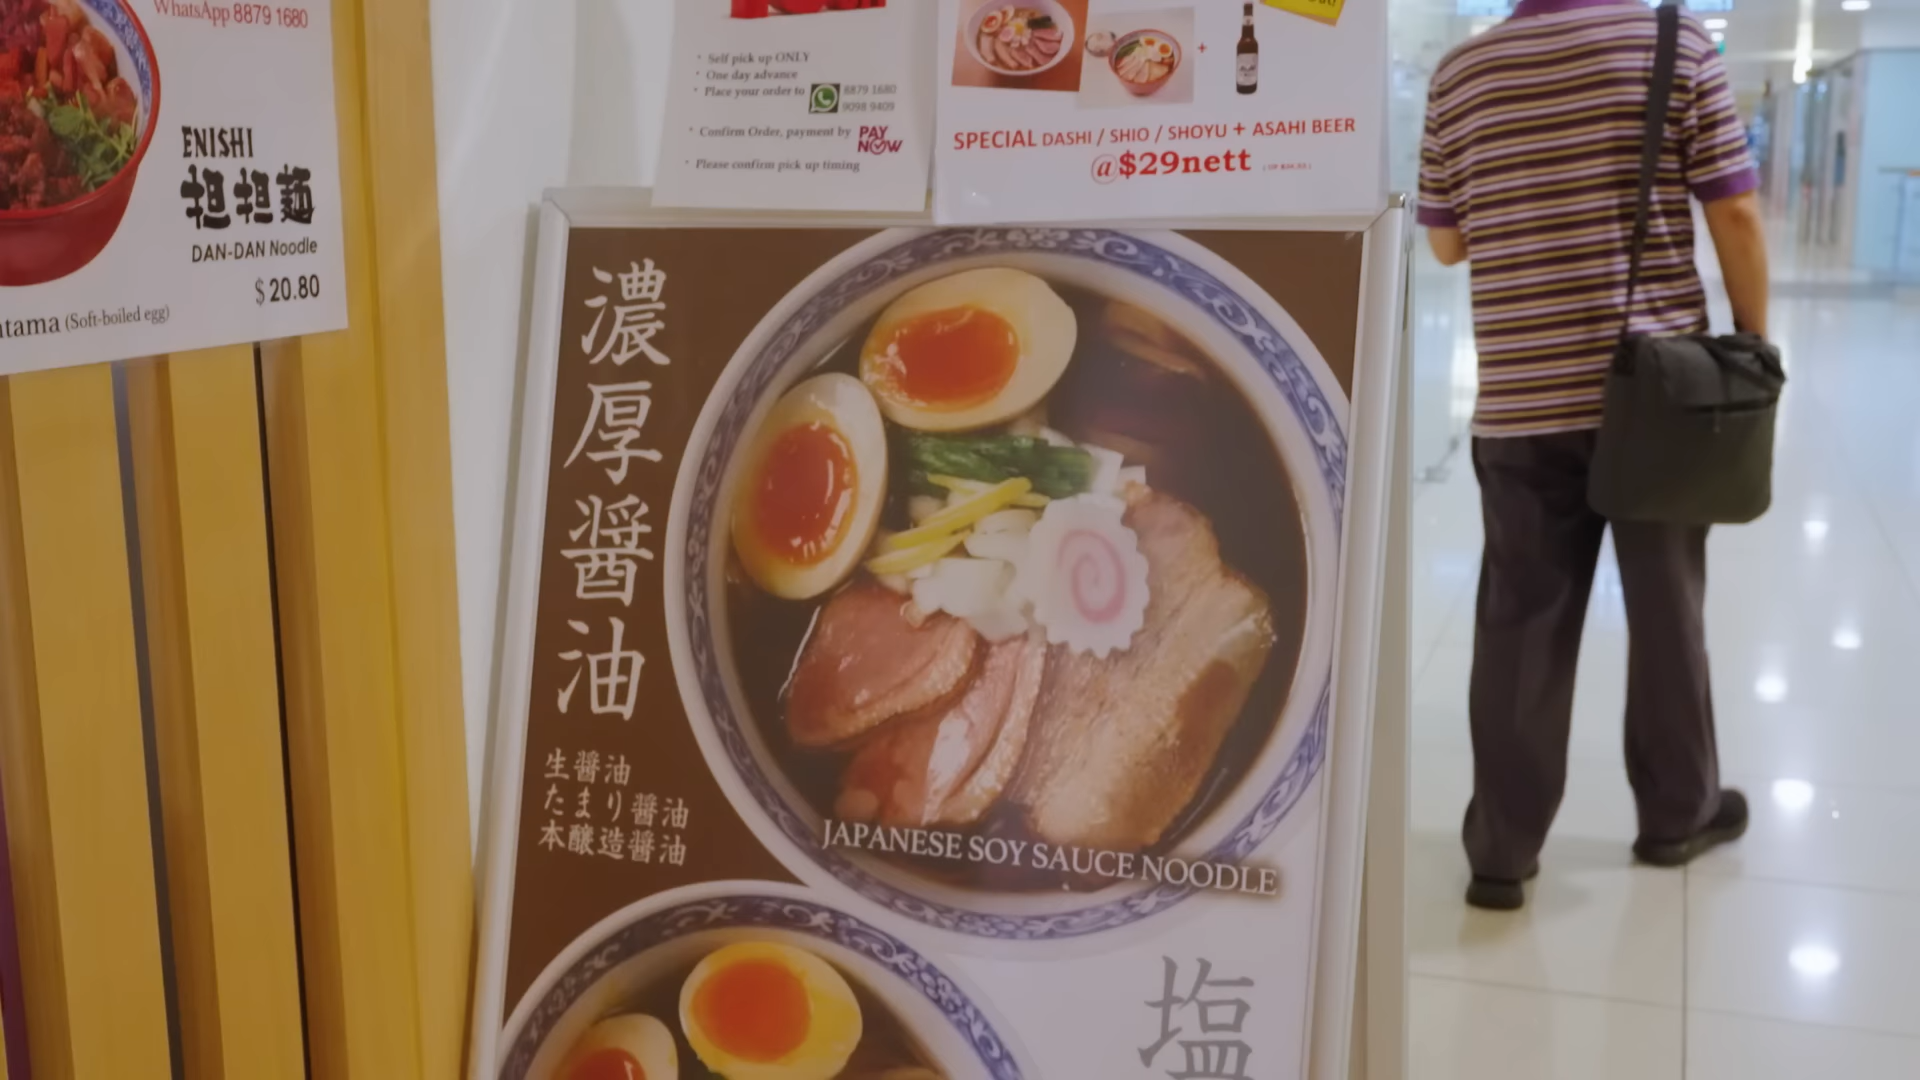 WhatsApp 8879 1680
ENISHI
担担麺
DAN-DAN Noodle
$20.80
tama (Soft-boiled egg)
* Self pick up ONLY
* One day advance
* Place your order to
8879 1680
9098 9409
* Confirm Order, payment by PAY NOW
* Please confirm pick up timing
SPECIAL DASHI / SHIO / SHOYU + ASAHI BEER
@$29nett
濃厚醤油
生醤油
たまり醤油
本醸造醤油
JAPANESE SOY SAUCE NOODLE
塩